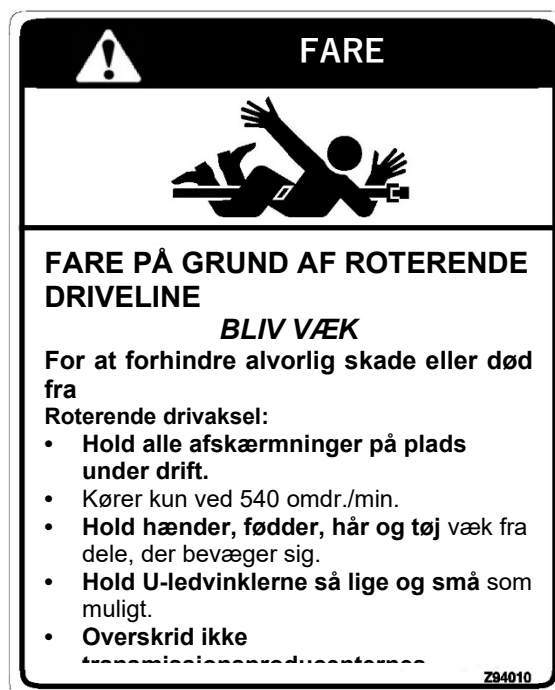 FARE
FARE PÅ GRUND AF ROTERENDE
DRIVELINE
BLIV VÆK
For at forhindre alvorlig skade eller død
fra
Roterende drivaksel:
• Hold alle afskærmninger på plads
under drift.
• Kører kun ved 540 omdr./min.
• Hold hænder, fødder, hår og tøj væk fra
dele, der bevæger sig.
• Hold U-ledvinklerne så lige og små som
muligt.
• Overskrid ikke
Z94010